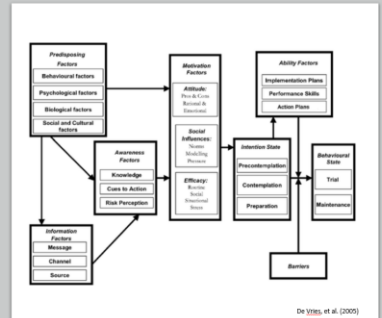 Predisposing
Factors
Behavioural factors
Psychological factors
Biological factors
Social and Cultural
factors
Awareness
Factors
Knowledge
Cues to Action
Risk Perception
Information
Factors
Message
Channel
Source
Motivation
Factors
Attitude:
Pros & Cons
Rational &
Emotional
Social
Influences:
Norms
Modelling
Pressure
Efficacy:
Routine
Social
Situational
Stress
Ability Factors
Implementation Plans
Performance Skills
Action Plans
Intention State
Precontemplation
Contemplation
Preparation
Behavioural
State
Trial
Maintenance
Barriers
De Vries, et al. (2005)